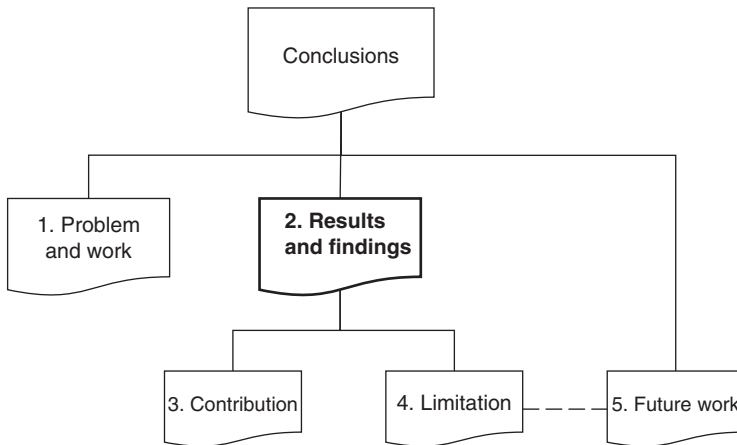 Conclusions
1. Problem
and work
2. Results
and findings
3. Contribution
4. Limitation
5. Future work